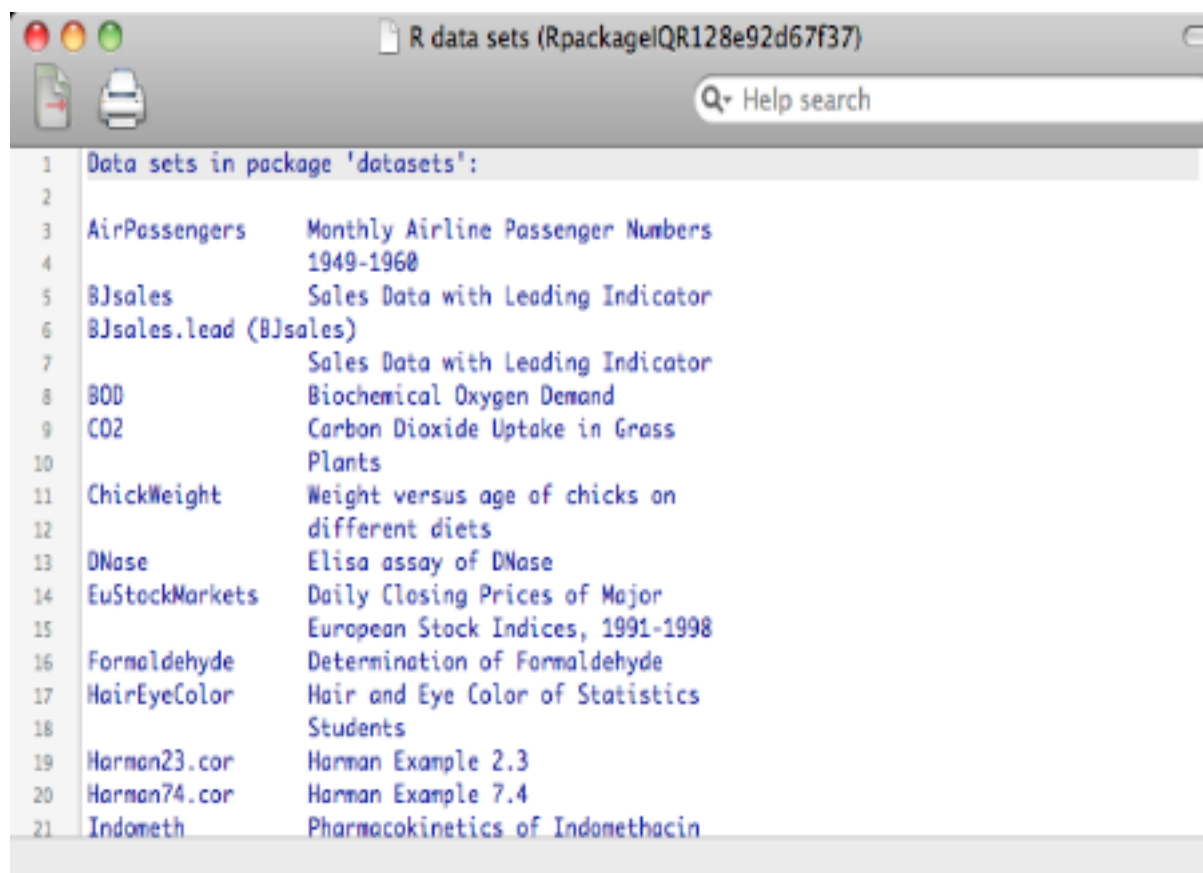 R data sets (RpackageIQR128e92d67f37)
Help search
1 Data sets in package 'datasets':
2
3 AirPassengers Monthly Airline Passenger Numbers
4 1949-1960
5 BJsales Sales Data with Leading Indicator
6 BJsales.lead (BJsales)
7 Sales Data with Leading Indicator
8 BOD Biochemical Oxygen Demand
9 CO2 Carbon Dioxide Uptake in Grass
10 Plants
11 ChickWeight Weight versus age of chicks on
12 different diets
13 DNase Elisa assay of DNase
14 EuStockMarkets Daily Closing Prices of Major
15 European Stock Indices, 1991-1998
16 Formaldehyde Determination of Formaldehyde
17 HairEyeColor Hair and Eye Color of Statistics
18 Students
19 Harman23.cor Harman Example 2.3
20 Harman74.cor Harman Example 7.4
21 Indometh Pharmacokinetics of Indomethacin